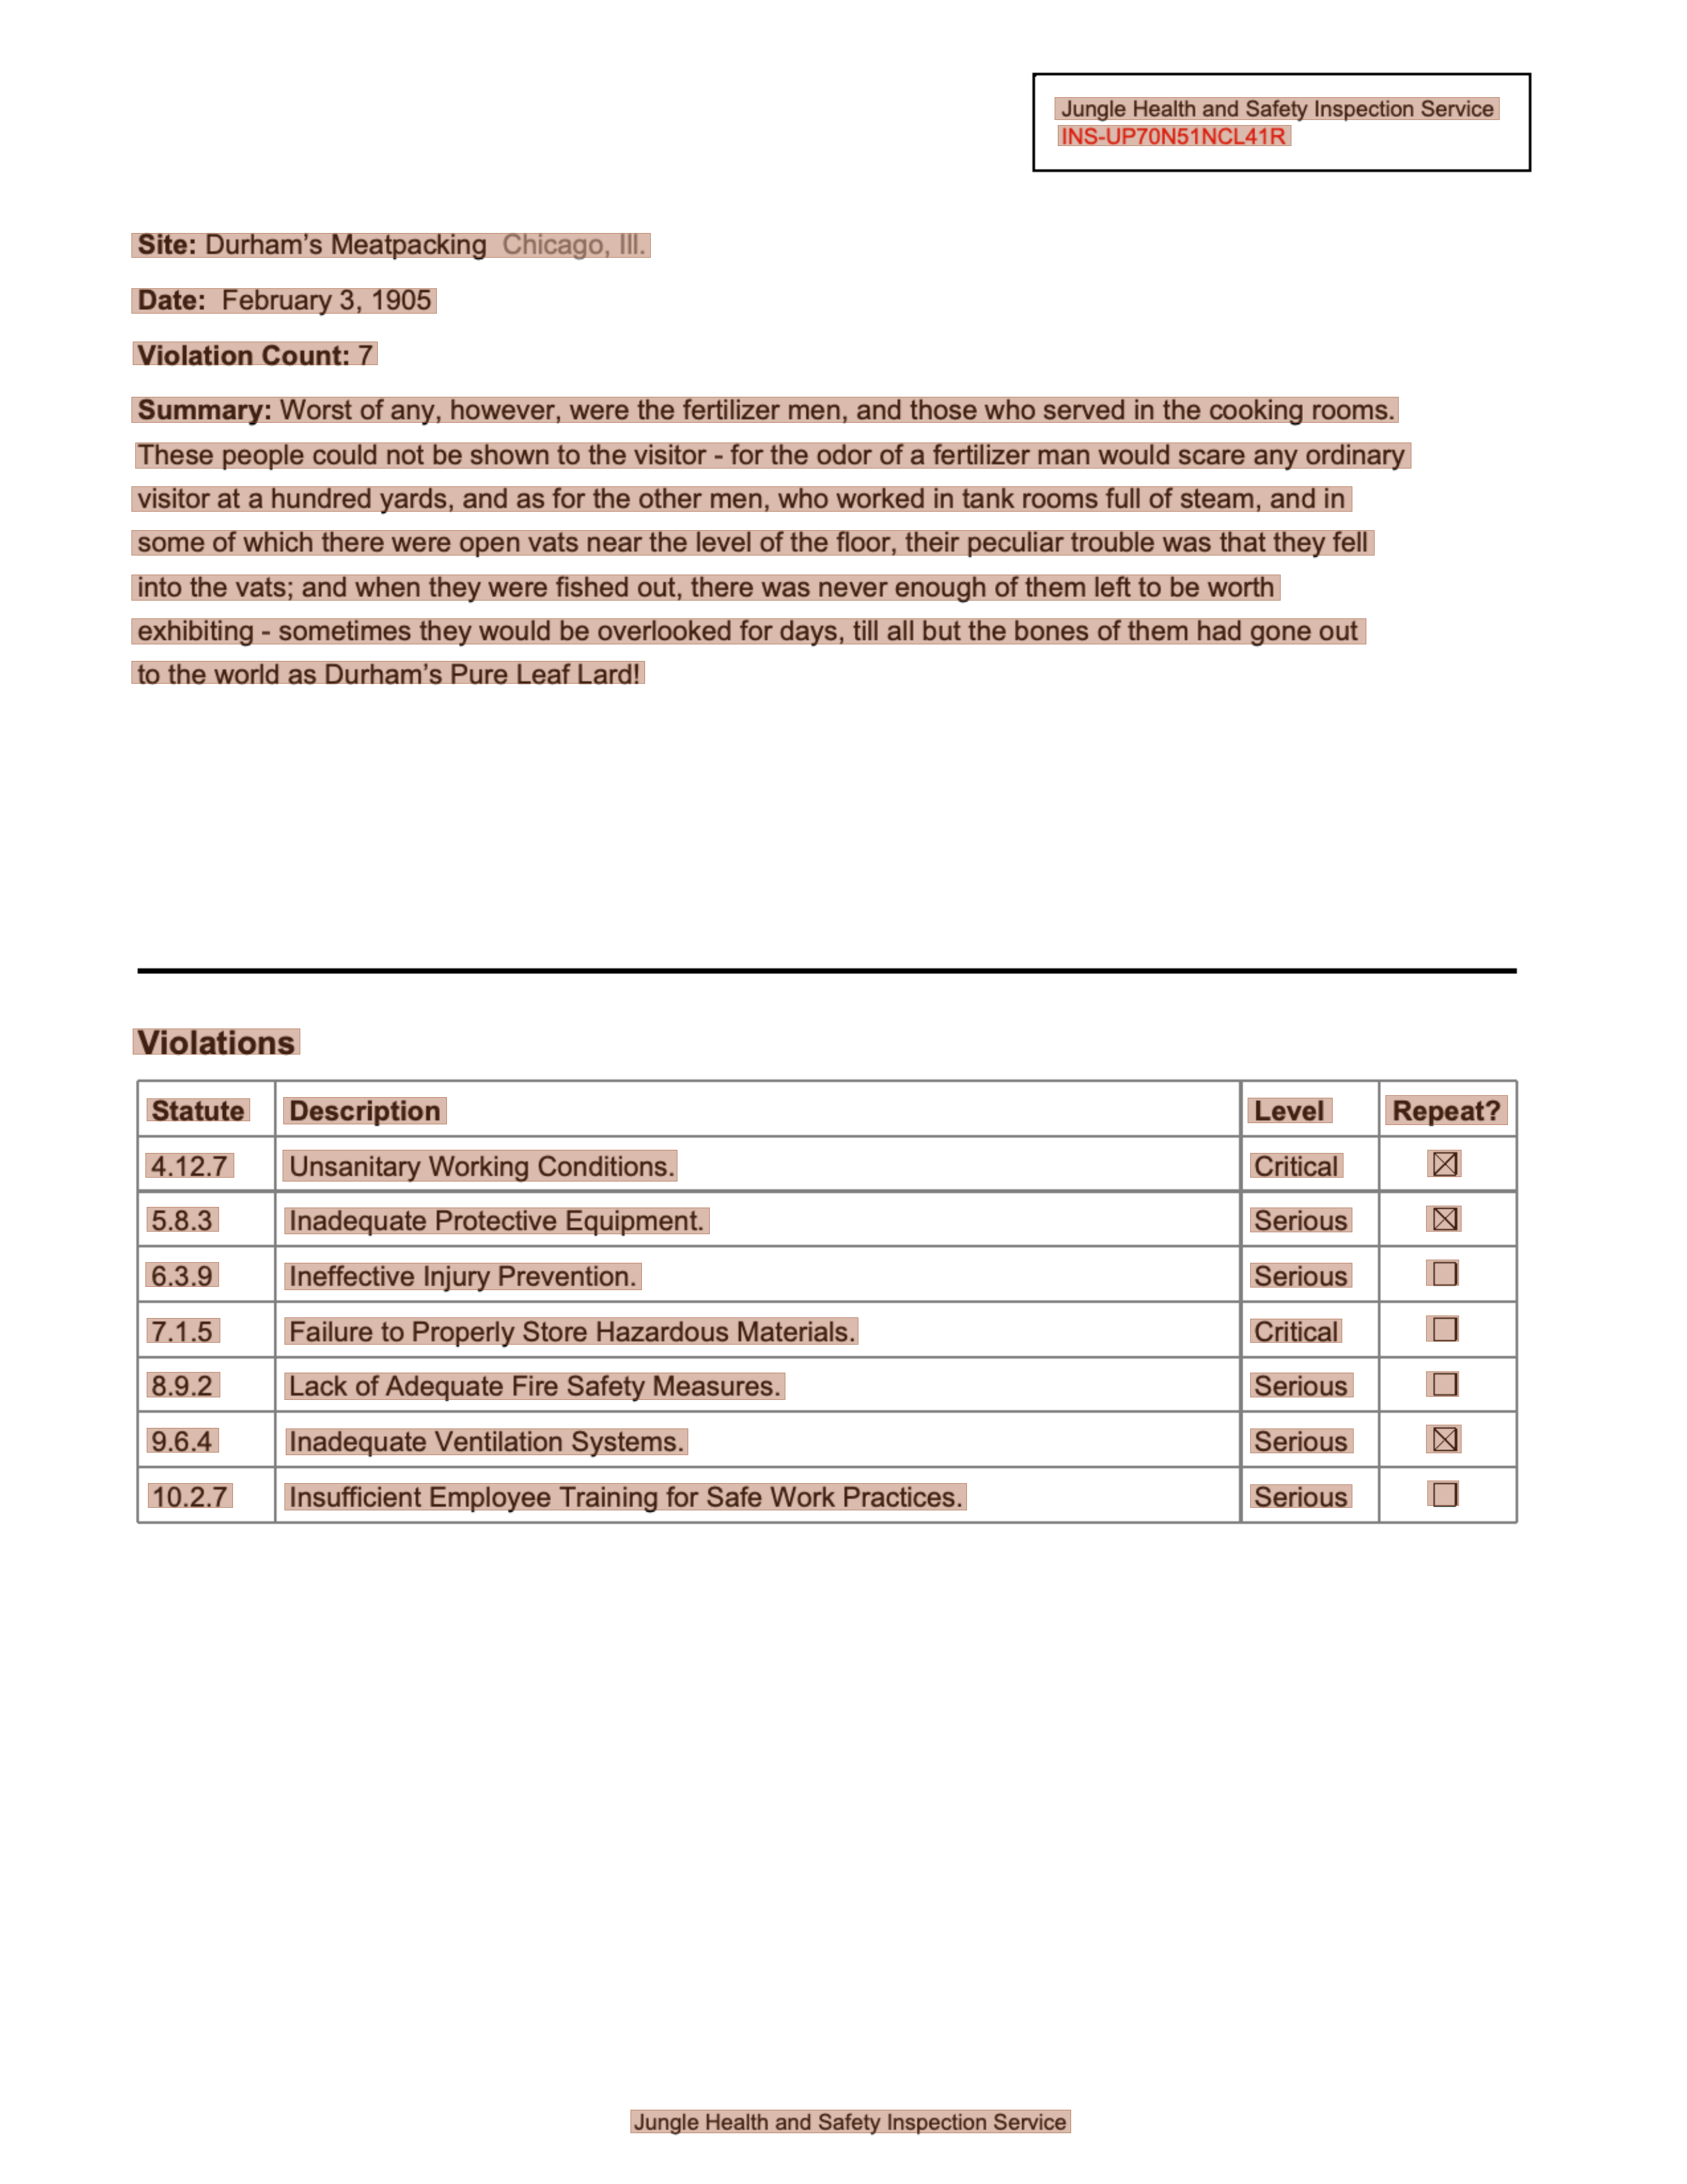 Jungle Health and Safety Inspection Service
INS-UP70N51NCL41R
Site: Durham’s Meatpacking Chicago, Ill.
Date: February 3, 1905
Violation Count: 7
Summary: Worst of any, however, were the fertilizer men, and those who served in the cooking rooms.
These people could not be shown to the visitor - for the odor of a fertilizer man would scare any ordinary
visitor at a hundred yards, and as for the other men, who worked in tank rooms full of steam, and in
some of which there were open vats near the level of the floor, their peculiar trouble was that they fell
into the vats; and when they were fished out, there was never enough of them left to be worth
exhibiting - sometimes they would be overlooked for days, till all but the bones of them had gone out
to the world as Durham’s Pure Leaf Lard!
Violations
Statute Description Level Repeat?
4.12.7 Unsanitary Working Conditions. Critical ☒
5.8.3 Inadequate Protective Equipment. Serious ☒
6.3.9 Ineffective Injury Prevention. Serious ☐
7.1.5 Failure to Properly Store Hazardous Materials. Critical ☐
8.9.2 Lack of Adequate Fire Safety Measures. Serious ☐
9.6.4 Inadequate Ventilation Systems. Serious ☒
10.2.7 Insufficient Employee Training for Safe Work Practices. Serious ☐
Jungle Health and Safety Inspection Service